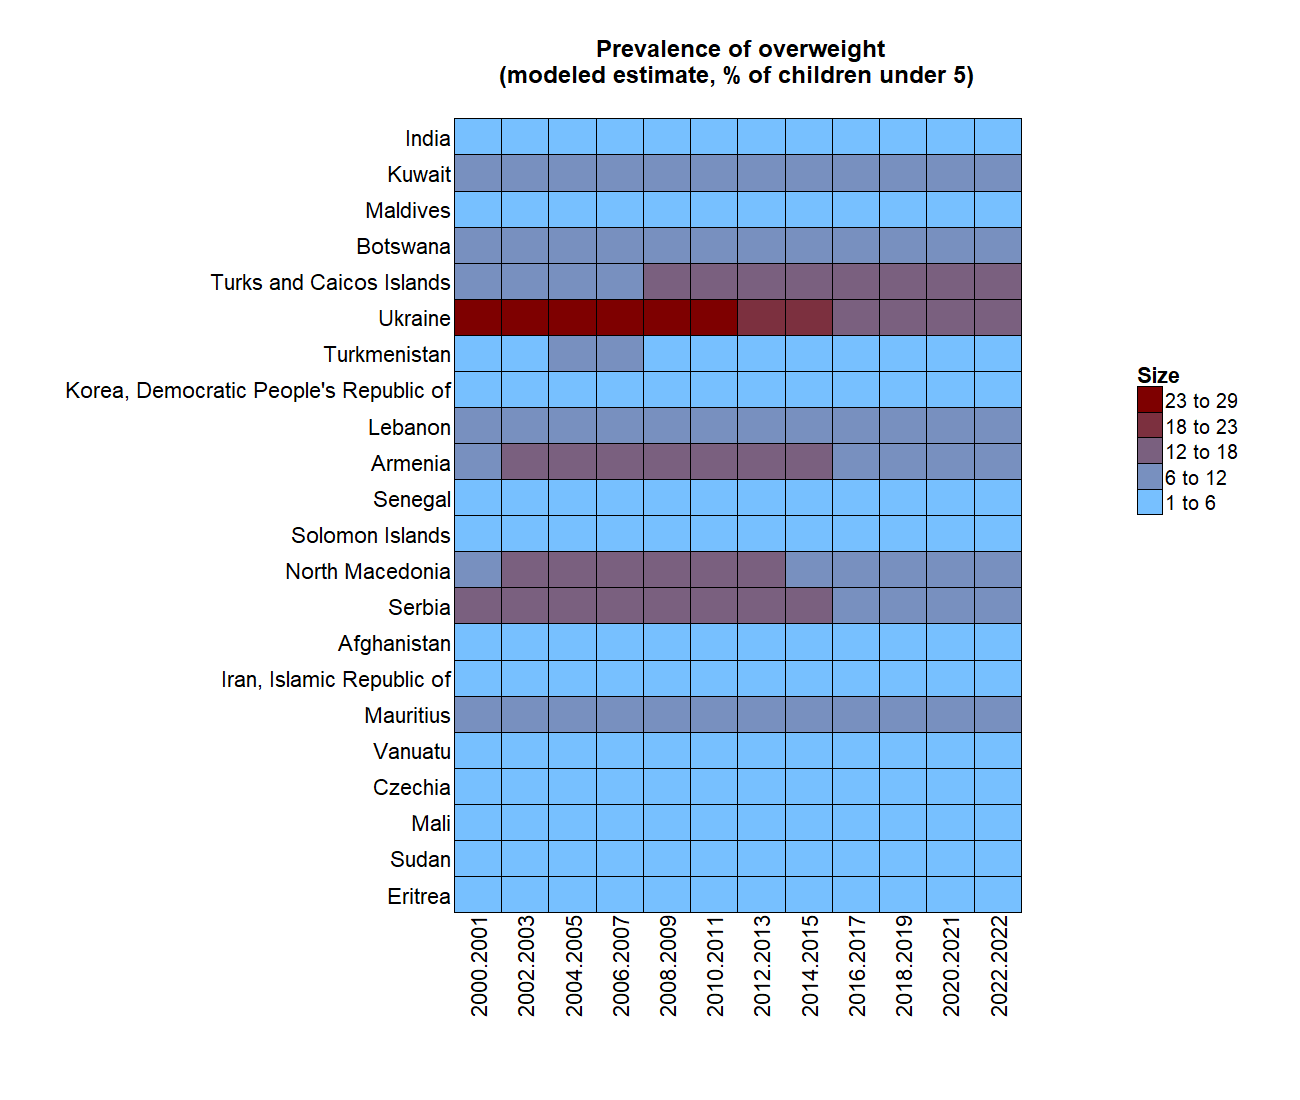 Prevalence of overweight
(modeled estimate, % of children under 5)
India
Kuwait
Maldives
Botswana
Turks and Caicos Islands
Ukraine
Turkmenistan
Korea, Democratic People's Republic of
Lebanon
Armenia
Senegal
Solomon Islands
North Macedonia
Serbia
Afghanistan
Iran, Islamic Republic of
Mauritius
Vanuatu
Czechia
Mali
Sudan
Eritrea
2000.2001
2002.2003
2004.2005
2006.2007
2008.2009
2010.2011
2012.2013
2014.2015
2016.2017
2018.2019
2020.2021
2022.2022
Size
23 to 29
18 to 23
12 to 18
6 to 12
1 to 6